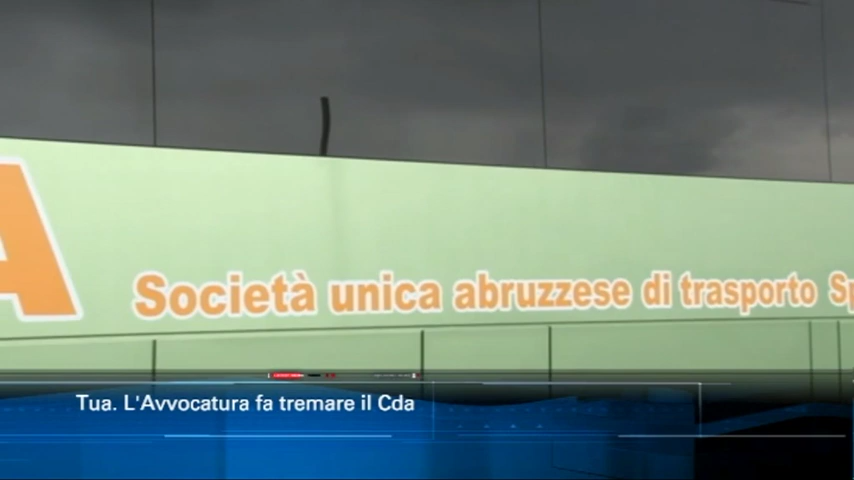 A
Società unica abruzzese di trasporto Sp
Tua. L'Avvocatura fa tremare il Cda